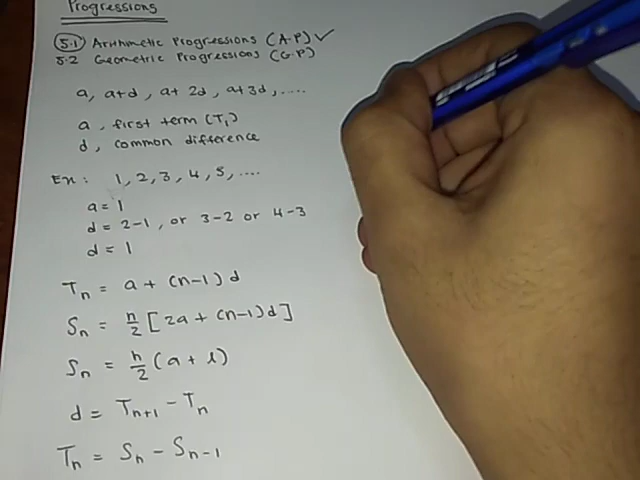 Progressions
5.1 Arithmetic Progressions (A.P) ✓
5.2 Geometric Progressions (G.P)
a, a+d, a+2d, a+3d, ....
a, first term (T₁)
d, common difference
Ex: 1, 2, 3, 4, 5, ....
a = 1
d = 2-1, or 3-2 or 4-3
d = 1
Tₙ = a + (n-1)d
Sₙ = n/2 [2a + (n-1)d]
Sₙ = n/2 (a + l)
d = Tₙ₊₁ - Tₙ
Tₙ = Sₙ - Sₙ₋₁